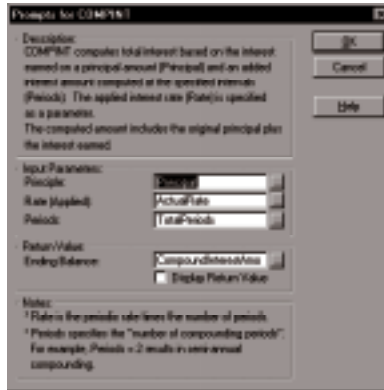 Prompts for COMPINT
OK
Cancel
Help
Description:
COMPINT computes total interest based on the interest
earned on a principal amount (Principal) and an added
interest amount computed at the specified intervals
(Periods). The applied interest rate (Rate) is specified
as a parameter.
The computed amount includes the original principal plus
the interest earned.
Input Parameters:
Principle: Principal
Rate (Applied): ActualRate
Periods: TotalPeriods
Return Value:
Ending Balance: CompoundInterestAmo
Display Return Value
Notes:
* Rate is the periodic rate times the number of periods.
* Periods specifies the "number of compounding periods".
For example, Periods = 2 results in semi-annual
compounding.